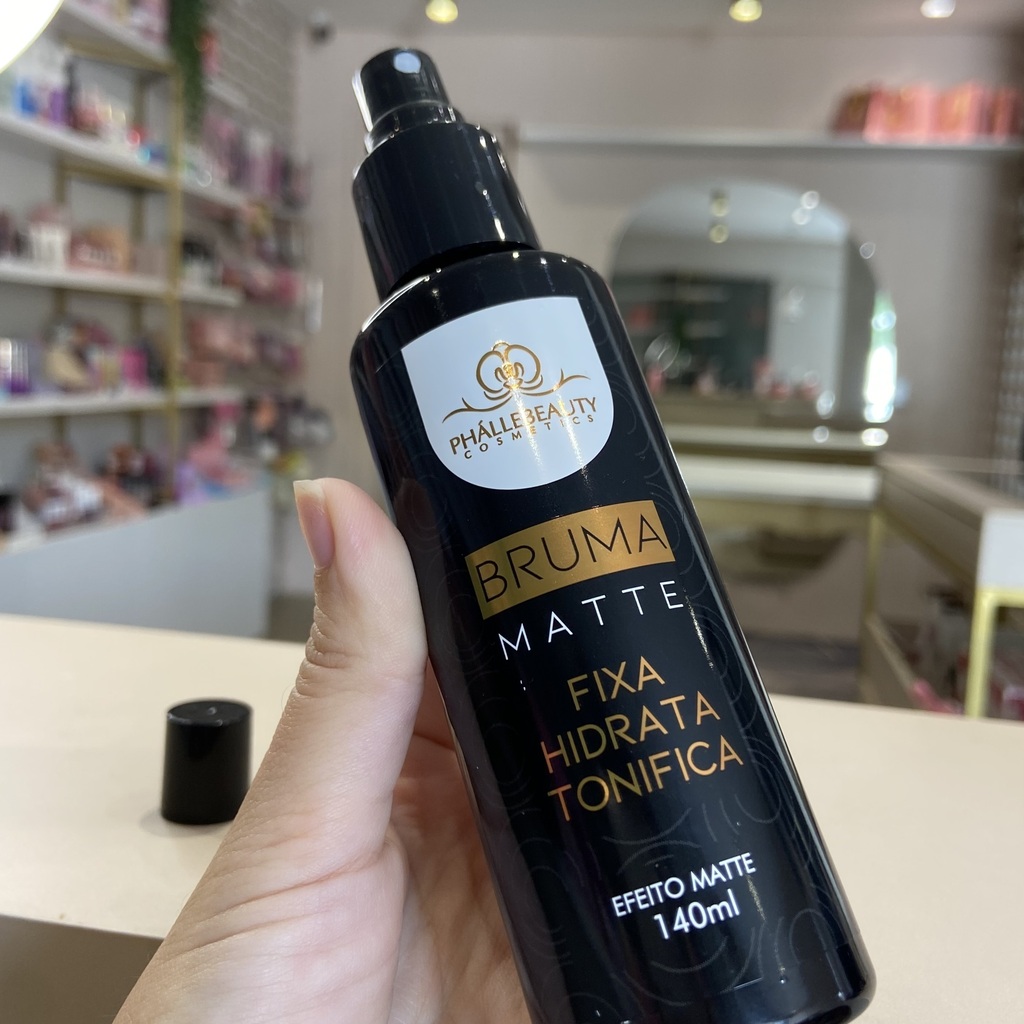 PHÁLLEBEAUTY
COSMETICS
BRUMA
MATTE
FIXA
HIDRATA
TONIFICA
EFEITO MATTE
140ml